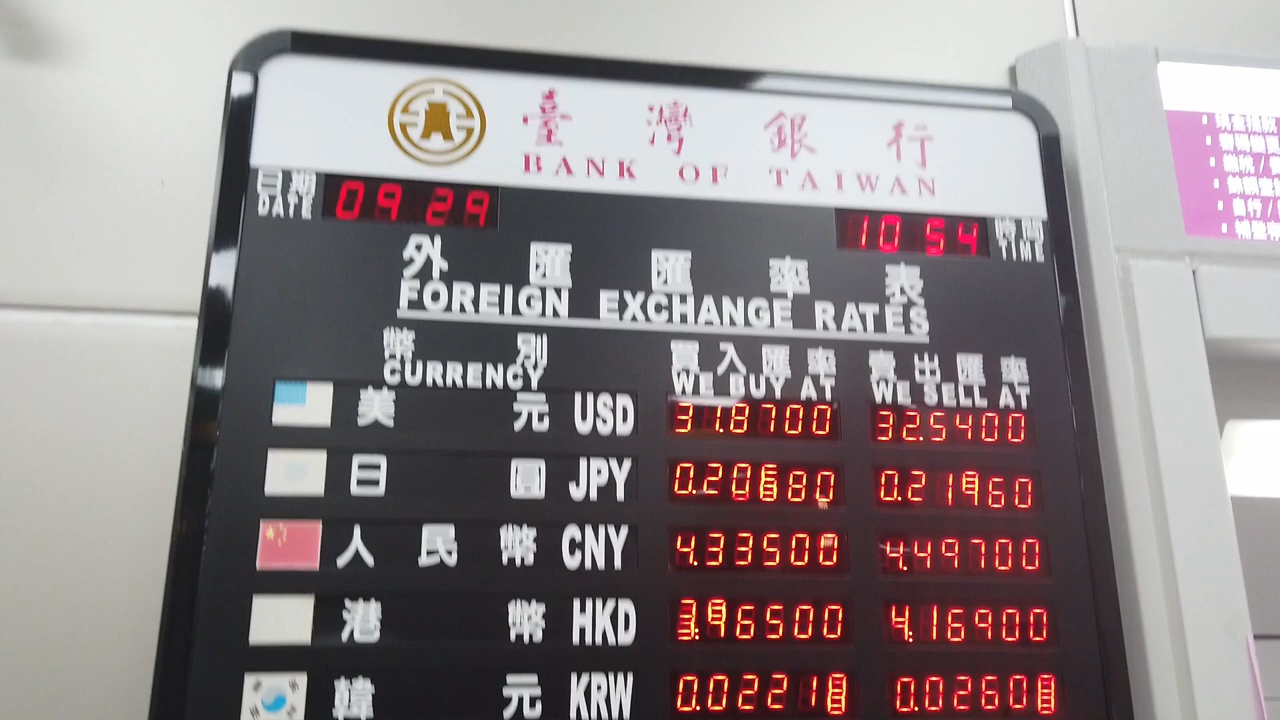 臺灣銀行
BANK OF TAIWAN
日期 DATE 09 29
10 54 時間 TIME
外匯匯率表
FOREIGN EXCHANGE RATES
幣別 買入匯率 賣出匯率
CURRENCY WE BUY AT WE SELL AT
美元 USD 31.8700 32.5400
日圓 JPY 0.21960
人民幣 CNY 4.33500 4.49700
港幣 HKD 4.16900
韓元 KRW